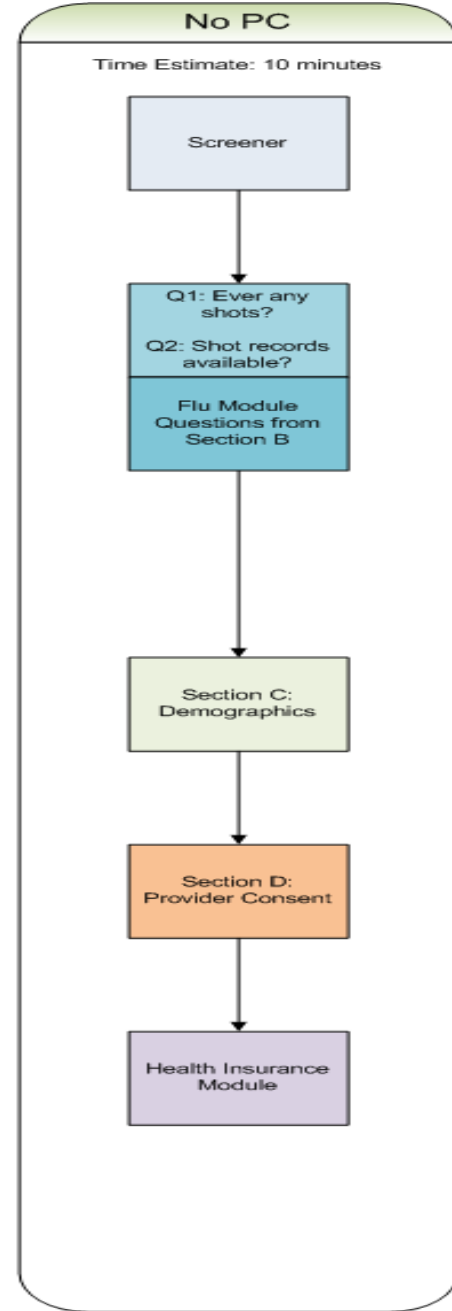 No PC
Time Estimate: 10 minutes
Screener
Q1: Ever any
shots?
Q2: Shot records
available?
Flu Module
Questions from
Section B
Section C:
Demographics
Section D:
Provider Consent
Health Insurance
Module